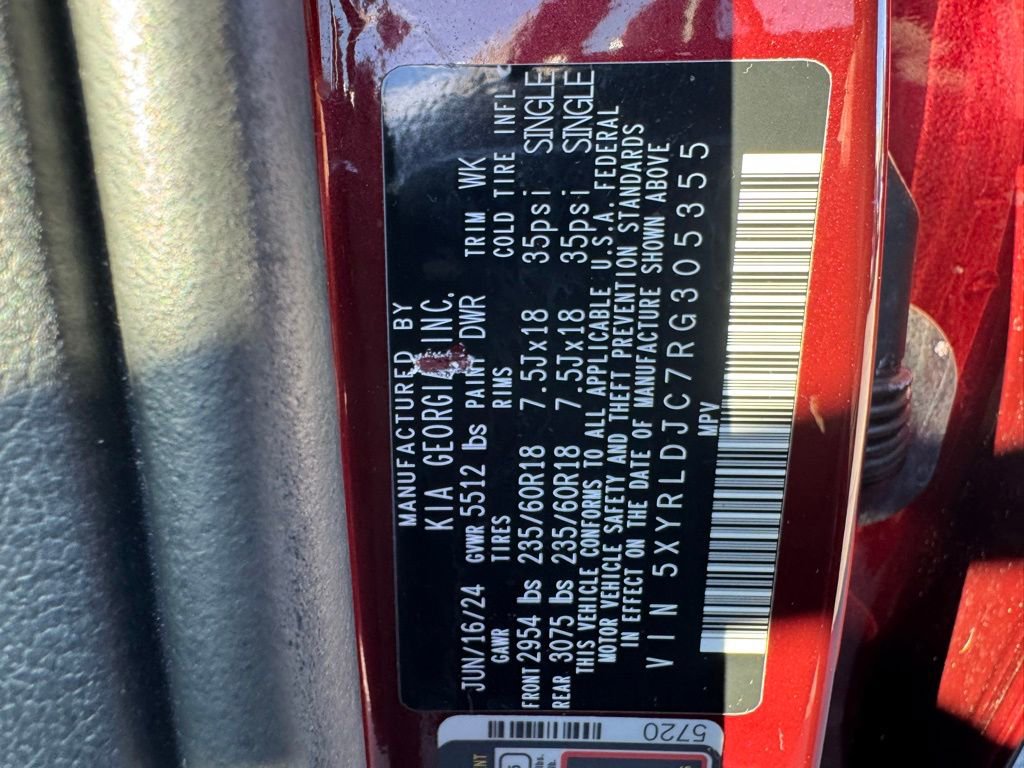 MANUFACTURED BY
KIA GEORGIA INC.
JUN/16/24 GVWR 5512 lbs PAINT DWR TRIM WK
GAWR TIRES RIMS COLD TIRE INFL
FRONT 2954 lbs 235/60R18 7.5Jx18 35psi SINGLE
REAR 3075 lbs 235/60R18 7.5Jx18 35psi SINGLE
THIS VEHICLE CONFORMS TO ALL APPLICABLE U.S.A. FEDERAL
MOTOR VEHICLE SAFETY AND THEFT PREVENTION STANDARDS
IN EFFECT ON THE DATE OF MANUFACTURE SHOWN ABOVE
VIN 5XYRLDJC7RG305355
MPV
5720